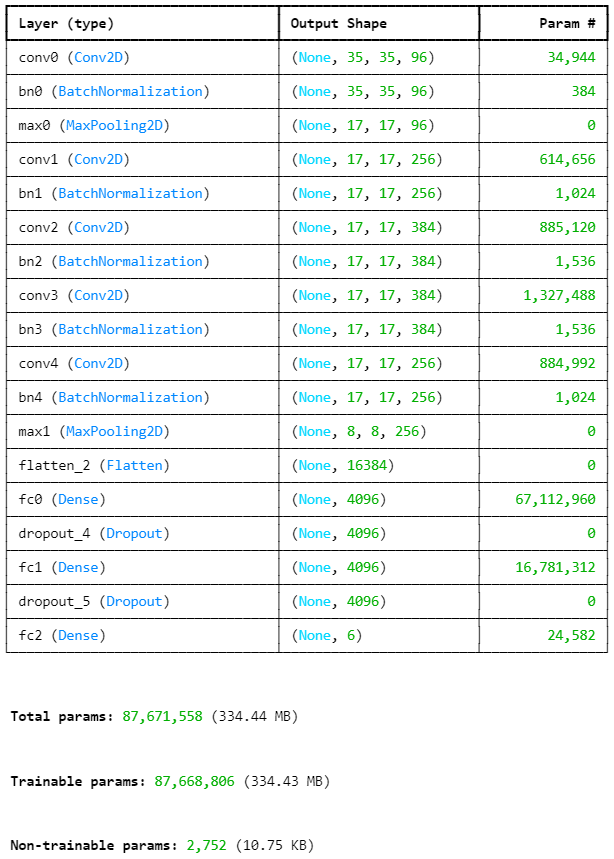 Layer (type) Output Shape Param #
conv0 (Conv2D) (None, 35, 35, 96) 34,944
bn0 (BatchNormalization) (None, 35, 35, 96) 384
max0 (MaxPooling2D) (None, 17, 17, 96) 0
conv1 (Conv2D) (None, 17, 17, 256) 614,656
bn1 (BatchNormalization) (None, 17, 17, 256) 1,024
conv2 (Conv2D) (None, 17, 17, 384) 885,120
bn2 (BatchNormalization) (None, 17, 17, 384) 1,536
conv3 (Conv2D) (None, 17, 17, 384) 1,327,488
bn3 (BatchNormalization) (None, 17, 17, 384) 1,536
conv4 (Conv2D) (None, 17, 17, 256) 884,992
bn4 (BatchNormalization) (None, 17, 17, 256) 1,024
max1 (MaxPooling2D) (None, 8, 8, 256) 0
flatten_2 (Flatten) (None, 16384) 0
fc0 (Dense) (None, 4096) 67,112,960
dropout_4 (Dropout) (None, 4096) 0
fc1 (Dense) (None, 4096) 16,781,312
dropout_5 (Dropout) (None, 4096) 0
fc2 (Dense) (None, 6) 24,582
Total params: 87,671,558 (334.44 MB)
Trainable params: 87,668,806 (334.43 MB)
Non-trainable params: 2,752 (10.75 KB)